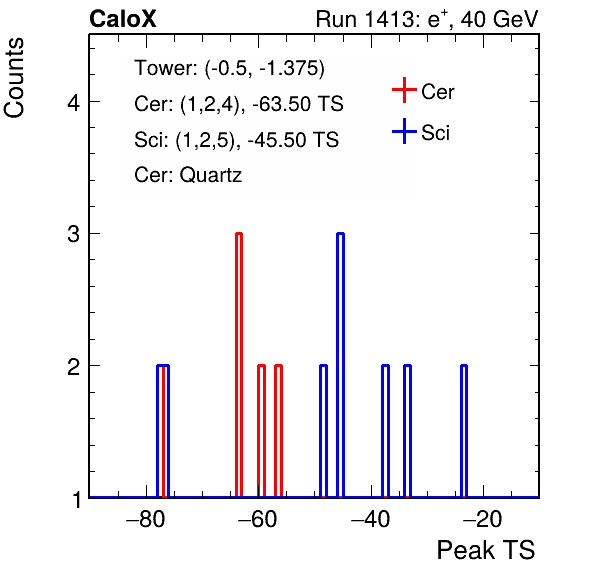 CaloX Run 1413: e⁺, 40 GeV
Counts
Tower: (-0.5, -1.375)
Cer: (1,2,4), -63.50 TS
Sci: (1,2,5), -45.50 TS
Cer: Quartz
Cer
Sci
4
3
2
1
−80 −60 −40 −20
Peak TS